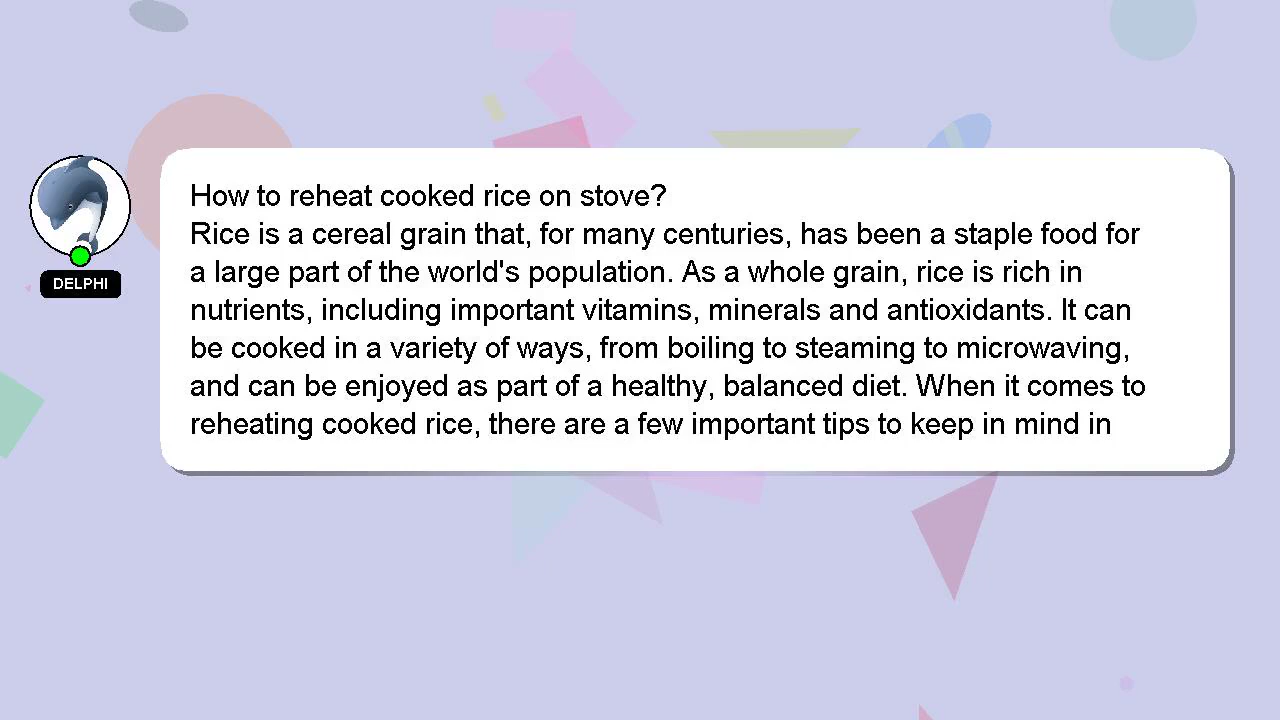 How to reheat cooked rice on stove?
Rice is a cereal grain that, for many centuries, has been a staple food for
a large part of the world's population. As a whole grain, rice is rich in
nutrients, including important vitamins, minerals and antioxidants. It can
be cooked in a variety of ways, from boiling to steaming to microwaving,
and can be enjoyed as part of a healthy, balanced diet. When it comes to
reheating cooked rice, there are a few important tips to keep in mind in
DELPHI